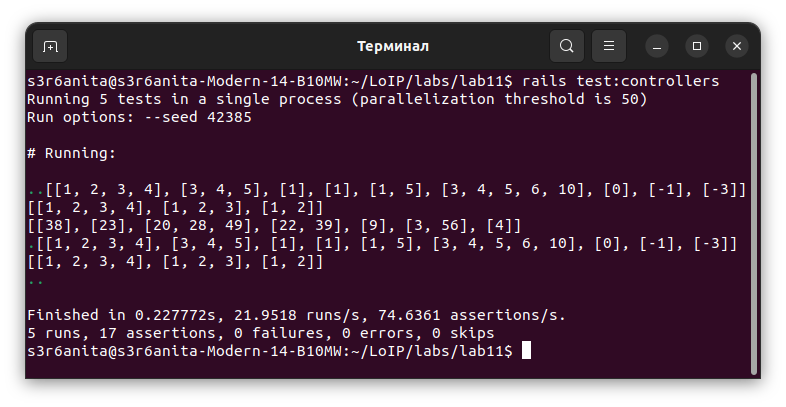 Терминал
s3r6anita@s3r6anita-Modern-14-B10MW:~/LoIP/labs/lab11$ rails test:controllers
Running 5 tests in a single process (parallelization threshold is 50)
Run options: --seed 42385
# Running:
..[[1, 2, 3, 4], [3, 4, 5], [1], [1], [1, 5], [3, 4, 5, 6, 10], [0], [-1], [-3]]
[[1, 2, 3, 4], [1, 2, 3], [1, 2]]
[[38], [23], [20, 28, 49], [22, 39], [9], [3, 56], [4]]
.[[1, 2, 3, 4], [3, 4, 5], [1], [1], [1, 5], [3, 4, 5, 6, 10], [0], [-1], [-3]]
[[1, 2, 3, 4], [1, 2, 3], [1, 2]]
..
Finished in 0.227772s, 21.9518 runs/s, 74.6361 assertions/s.
5 runs, 17 assertions, 0 failures, 0 errors, 0 skips
s3r6anita@s3r6anita-Modern-14-B10MW:~/LoIP/labs/lab11$